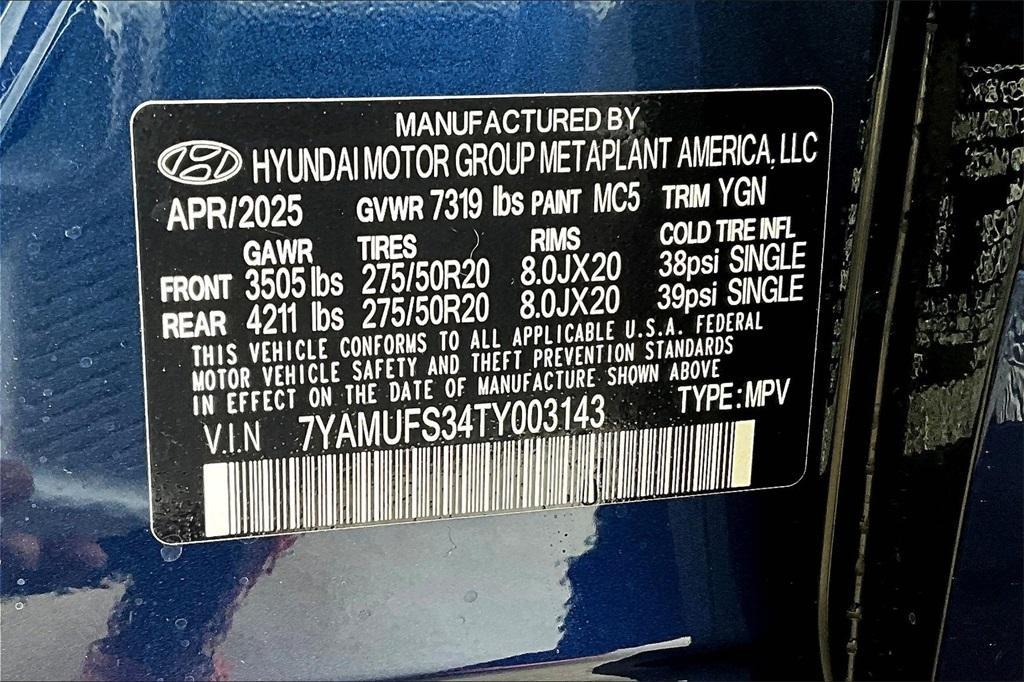 MANUFACTURED BY
HYUNDAI MOTOR GROUP METAPLANT AMERICA, LLC
APR/2025 GVWR 7319 lbs PAINT MC5 TRIM YGN
GAWR TIRES RIMS COLD TIRE INFL
FRONT 3505 lbs 275/50R20 8.0JX20 38psi SINGLE
REAR 4211 lbs 275/50R20 8.0JX20 39psi SINGLE
THIS VEHICLE CONFORMS TO ALL APPLICABLE U.S.A. FEDERAL
MOTOR VEHICLE SAFETY AND THEFT PREVENTION STANDARDS
IN EFFECT ON THE DATE OF MANUFACTURE SHOWN ABOVE
V.I.N 7YAMUFS34TY003143 TYPE:MPV